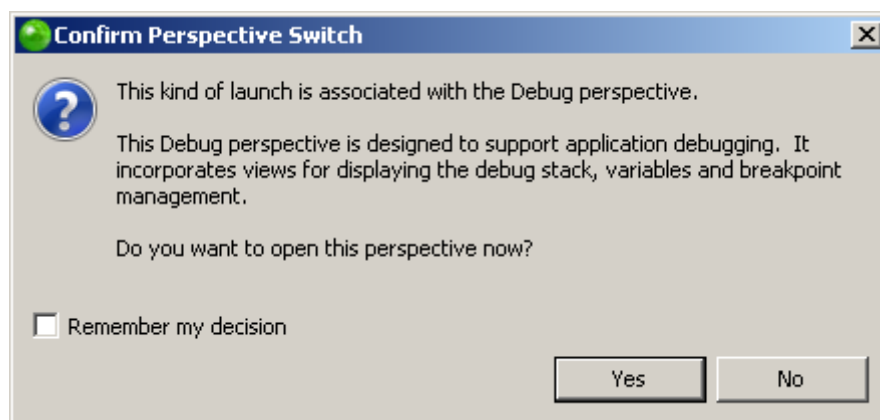 Confirm Perspective Switch
This kind of launch is associated with the Debug perspective.
This Debug perspective is designed to support application debugging.  It
incorporates views for displaying the debug stack, variables and breakpoint
management.
Do you want to open this perspective now?
Remember my decision
Yes
No